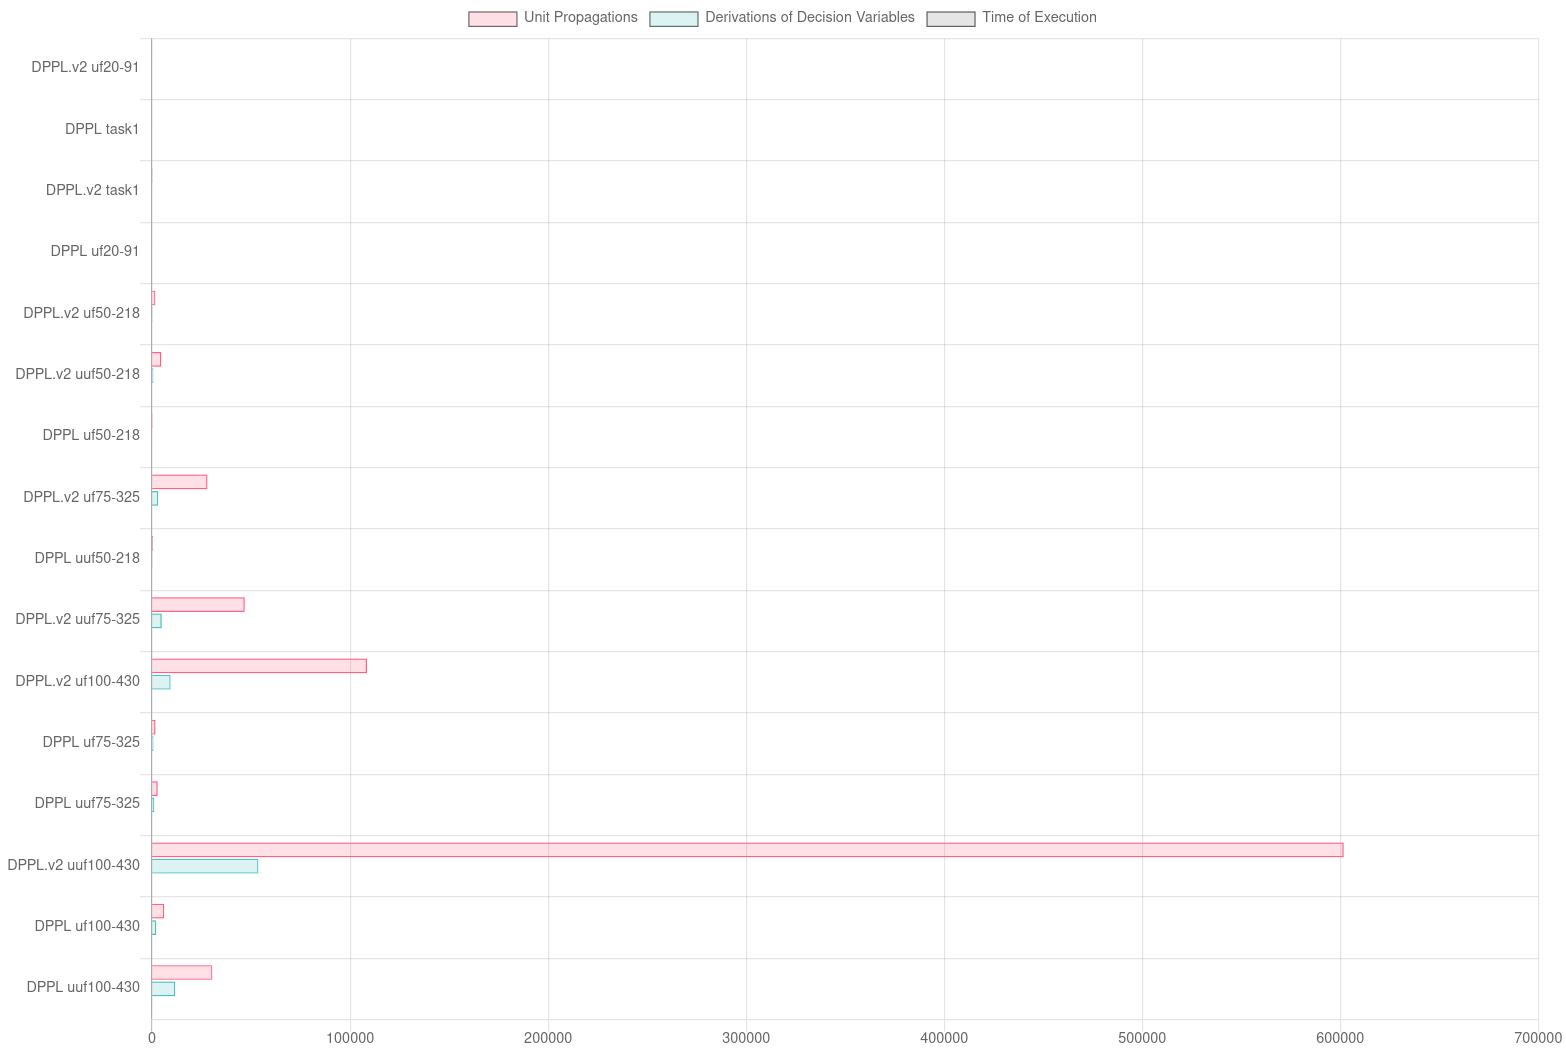 Unit Propagations Derivations of Decision Variables Time of Execution
DPPL.v2 uf20-91
DPPL task1
DPPL.v2 task1
DPPL uf20-91
DPPL.v2 uf50-218
DPPL.v2 uuf50-218
DPPL uf50-218
DPPL.v2 uf75-325
DPPL uuf50-218
DPPL.v2 uuf75-325
DPPL.v2 uf100-430
DPPL uf75-325
DPPL uuf75-325
DPPL.v2 uuf100-430
DPPL uf100-430
DPPL uuf100-430
0 100000 200000 300000 400000 500000 600000 700000